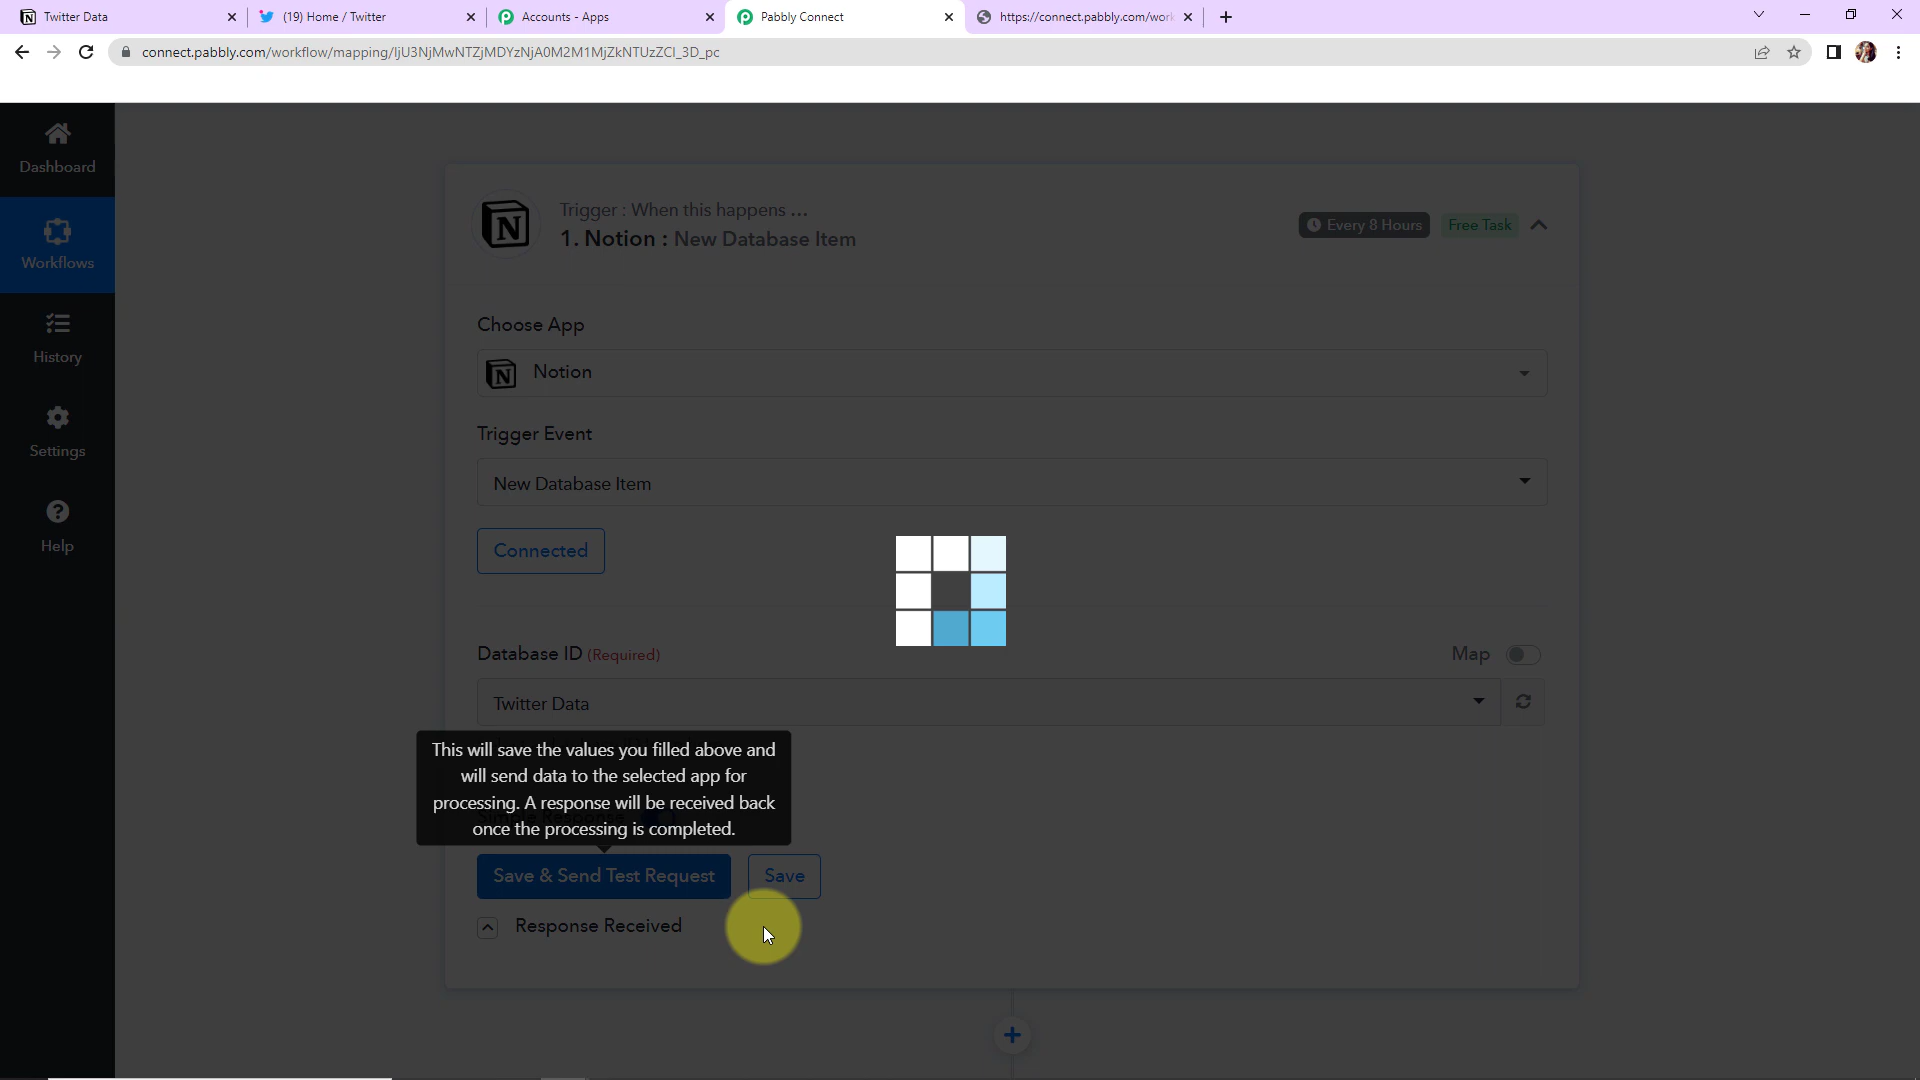 Twitter Data
(19) Home / Twitter
Accounts - Apps
Pabbly Connect
https://connect.pabbly.com/work
connect.pabbly.com/workflow/mapping/IjU3NjMwNTZjMDYzNjA0M2M1MjZkNTUzZCI_3D_pc
Dashboard
Workflows
History
Settings
Help
Trigger : When this happens ...
1. Notion : New Database Item
Every 8 Hours
Free Task
Choose App
Notion
Trigger Event
New Database Item
Connected
Database ID (Required)
Map
Twitter Data
This will save the values you filled above and
will send data to the selected app for
processing. A response will be received back
once the processing is completed.
Simple Response
Save & Send Test Request
Save
Response Received